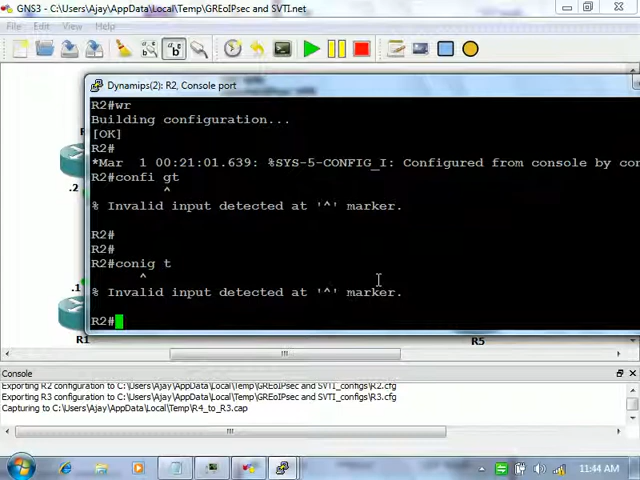 GNS3 - C:\Users\Ajay\AppData\Local\Temp\GREoIPsec and SVTI.net
File Edit View
Dynamips(2): R2, Console port
R2#wr
Building configuration...
[OK]
R2#
*Mar  1 00:21:01.639: %SYS-5-CONFIG_I: Configured from console by con
R2#confi gt
^
% Invalid input detected at '^' marker.
R2#
R2#
R2#conig t
^
% Invalid input detected at '^' marker.
R2#
.2
.1
R1
R5
Console
Exporting R2 configuration to C:\Users\Ajay\AppData\Local\Temp\GREoIPsec and SVTI_configs\R2.cfg
Exporting R3 configuration to C:\Users\Ajay\AppData\Local\Temp\GREoIPsec and SVTI_configs\R3.cfg
Capturing to C:\Users\Ajay\AppData\Local\Temp\R4_to_R3.cap
11:44 AM